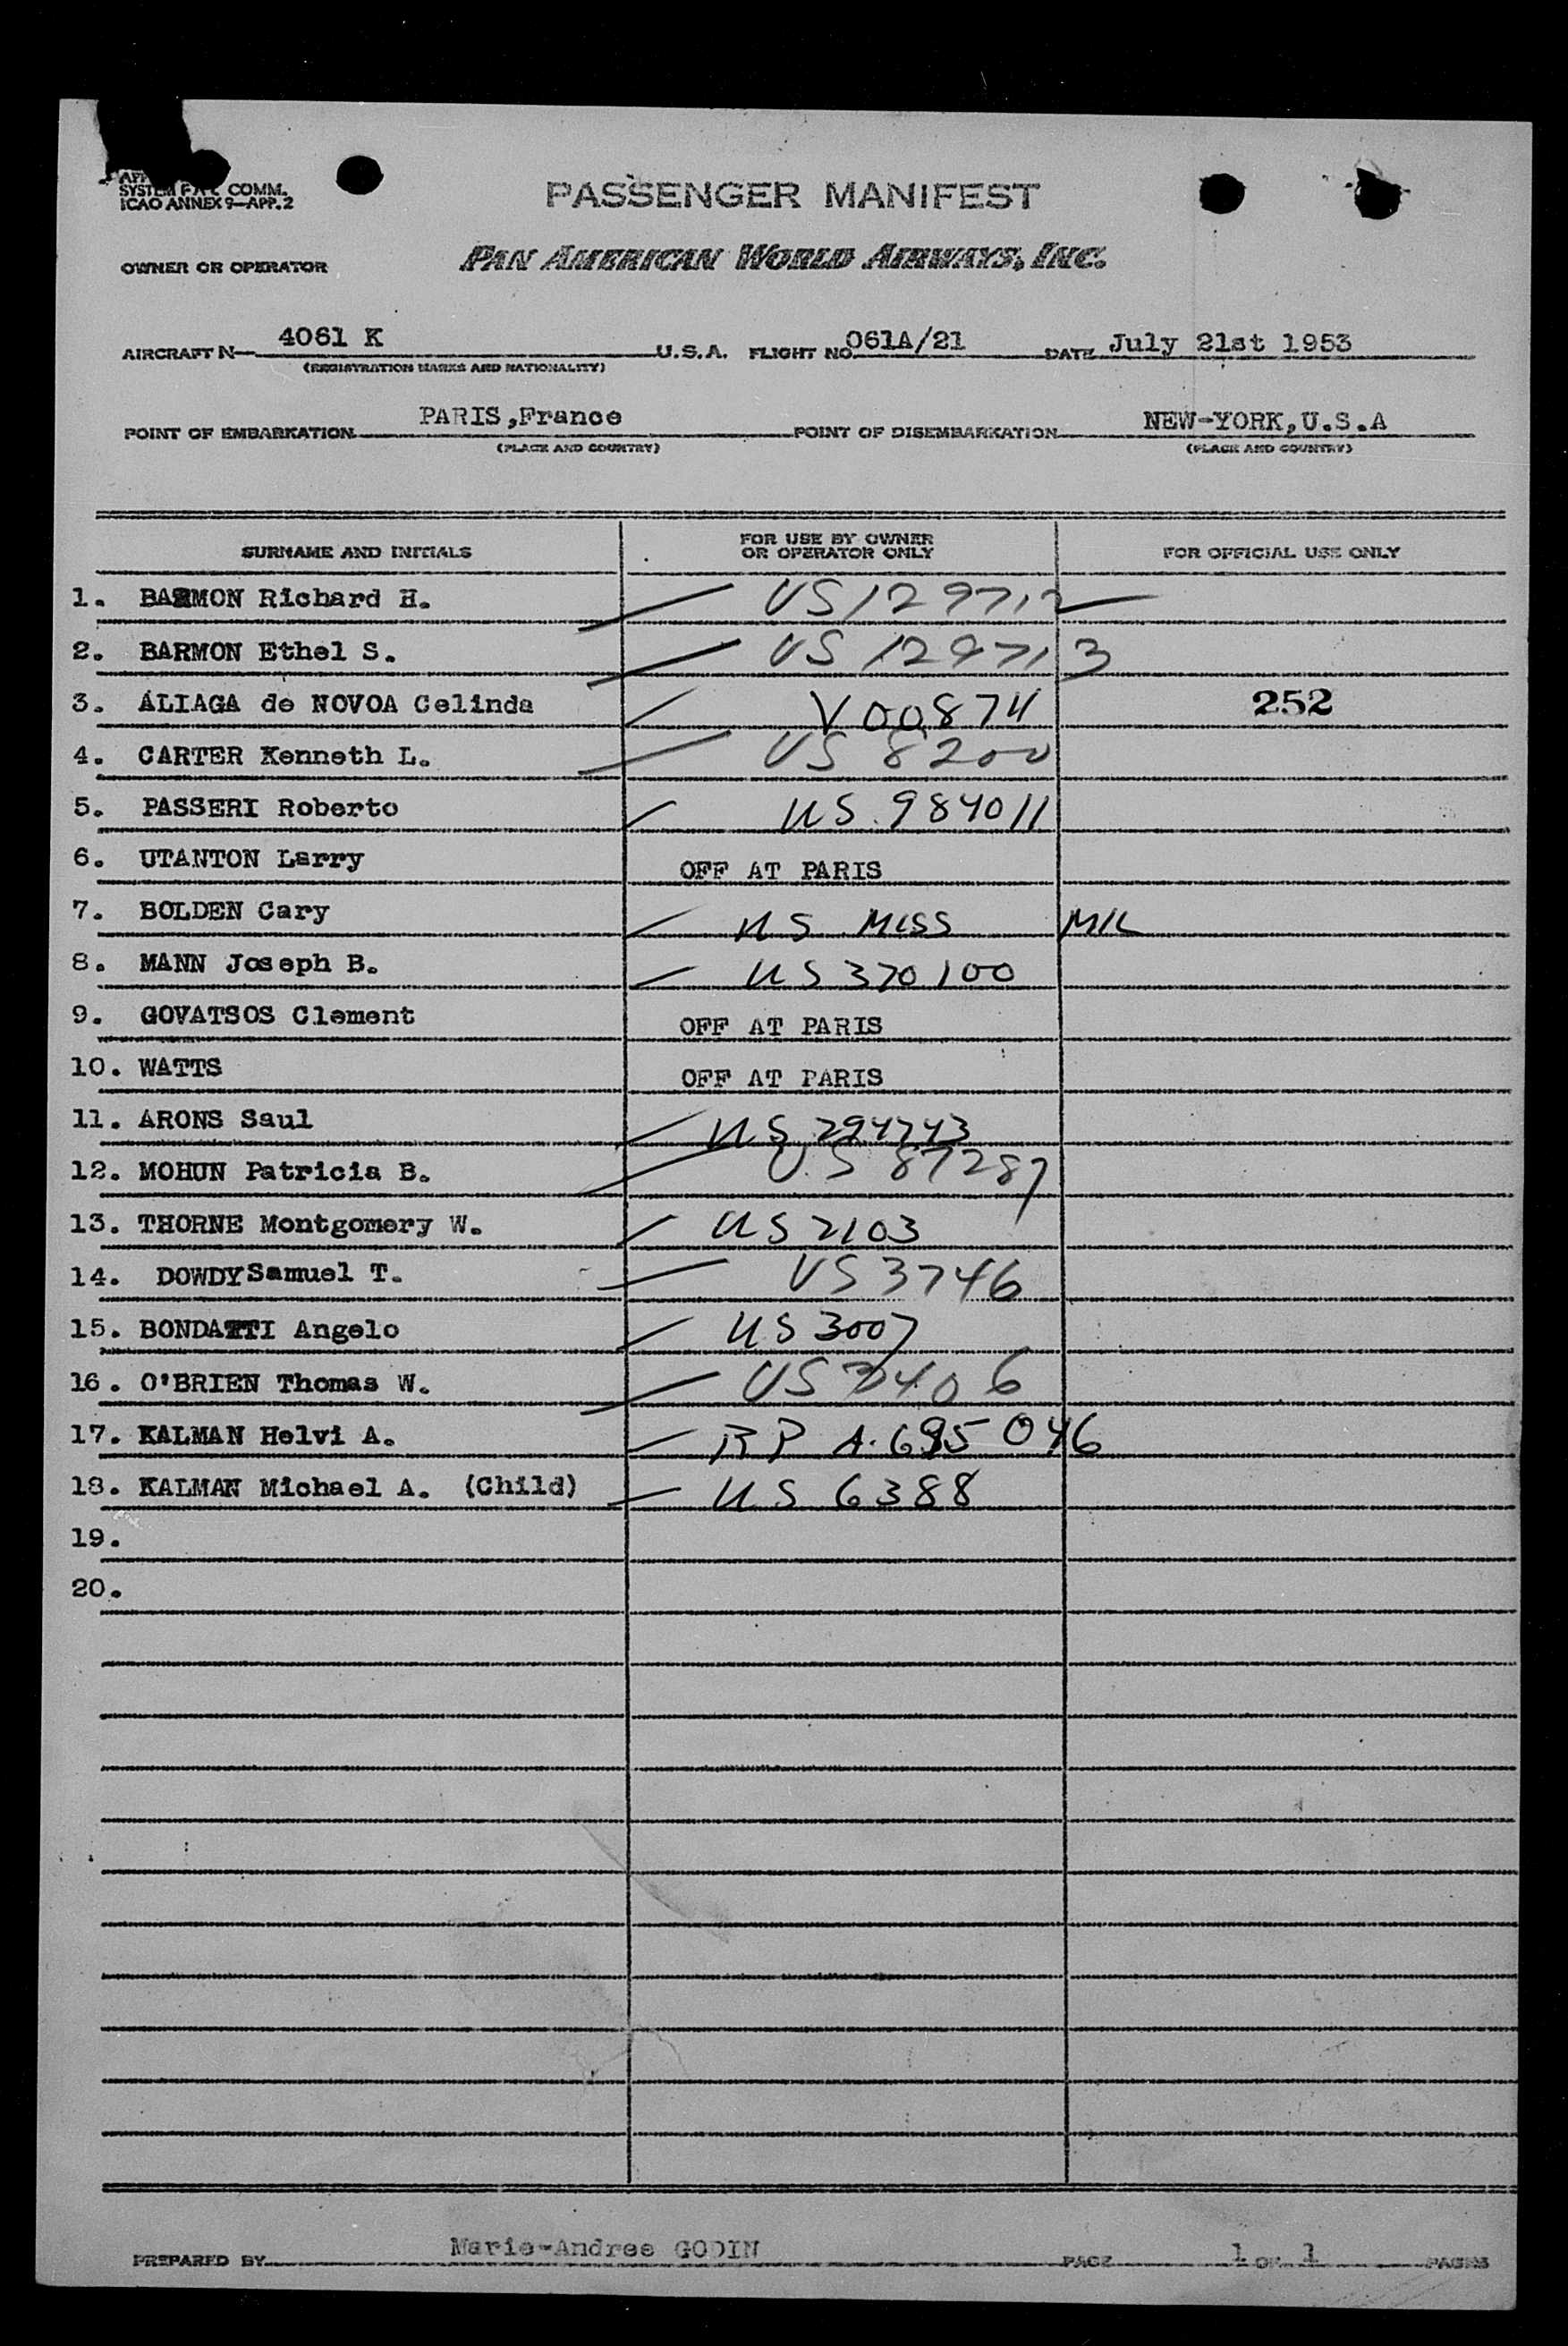 SYSTEM FAL COMM.
ICAO ANNEX 9—APP. 2
PASSENGER MANIFEST
OWNER OR OPERATOR PAN AMERICAN WORLD AIRWAYS, INC.
AIRCRAFT N— 4061 K U.S.A. FLIGHT NO. 061A/21 DATE July 21st 1953
(REGISTRATION MARKS AND NATIONALITY)
POINT OF EMBARKATION PARIS,France POINT OF DISEMBARKATION NEW-YORK,U.S.A
(PLACE AND COUNTRY) (PLACE AND COUNTRY)
SURNAME AND INITIALS FOR USE BY OWNER OR OPERATOR ONLY FOR OFFICIAL USE ONLY
1. BARMON Richard H. US 129712
2. BARMON Ethel S. US 129713
3. ALIAGA de NOVOA Celinda V00874 252
4. CARTER Kenneth L. US 8200
5. PASSERI Roberto US 984011
6. UTANTON Larry OFF AT PARIS
7. BOLDEN Cary US MISS MIL
8. MANN Joseph B. US 370100
9. GOVATSOS Clement OFF AT PARIS
10. WATTS OFF AT PARIS
11. ARONS Saul US 294743
12. MOHUN Patricia B. US 87287
13. THORNE Montgomery W. US 2103
14. DOWDY Samuel T. US 3746
15. BONDATTI Angelo US 3007
16. O'BRIEN Thomas W. US
17. KALMAN Helvi A. RP A.695046
18. KALMAN Michael A. (Child) US 6388
19.
20.
PREPARED BY Marie-Andree GODIN PAGE 1 OF 1 PAGES